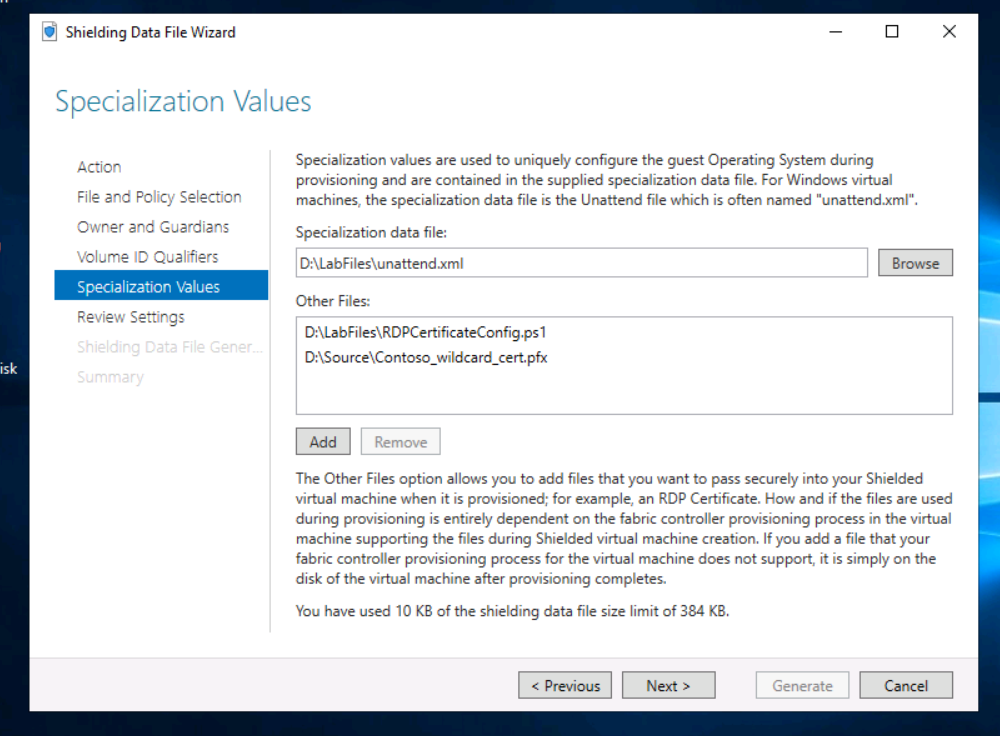 Shielding Data File Wizard
Specialization Values
Action
File and Policy Selection
Owner and Guardians
Volume ID Qualifiers
Specialization Values
Review Settings
Shielding Data File Gener...
Summary
Specialization values are used to uniquely configure the guest Operating System during
provisioning and are contained in the supplied specialization data file. For Windows virtual
machines, the specialization data file is the Unattend file which is often named "unattend.xml".
Specialization data file:
D:\LabFiles\unattend.xml
Browse
Other Files:
D:\LabFiles\RDPCertificateConfig.ps1
D:\Source\Contoso_wildcard_cert.pfx
Add
Remove
The Other Files option allows you to add files that you want to pass securely into your Shielded
virtual machine when it is provisioned; for example, an RDP Certificate. How and if the files are used
during provisioning is entirely dependent on the fabric controller provisioning process in the virtual
machine supporting the files during Shielded virtual machine creation. If you add a file that your
fabric controller provisioning process for the virtual machine does not support, it is simply on the
disk of the virtual machine after provisioning completes.
You have used 10 KB of the shielding data file size limit of 384 KB.
< Previous
Next >
Generate
Cancel
isk